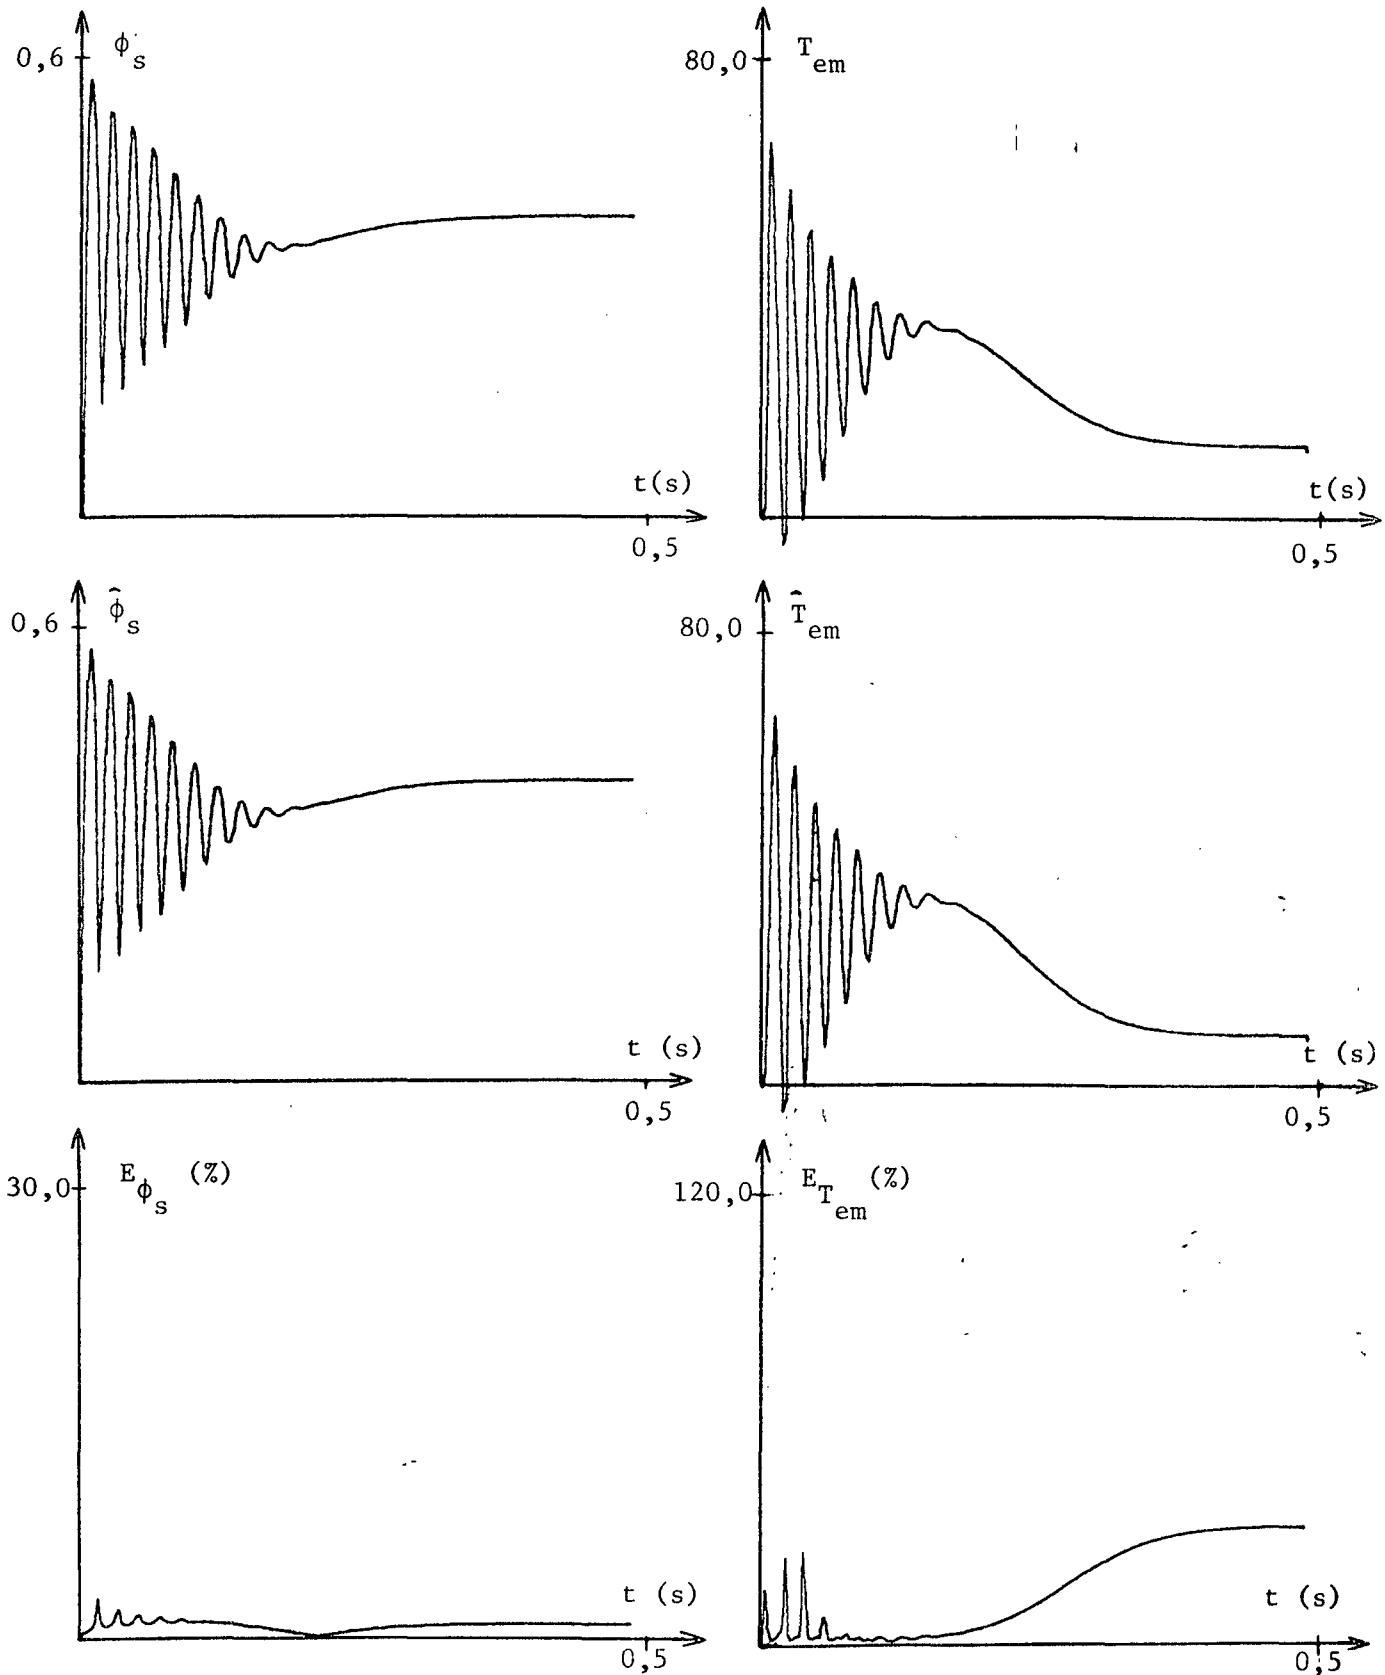 0,6 ϕs
t(s)
0,5
80,0 Tem
t(s)
0,5
0,6 ϕ̂s
t (s)
0,5
80,0 T̂em
t (s)
0,5
30,0 Eϕs (%)
t (s)
0,5
120,0 ETem (%)
t (s)
0,5